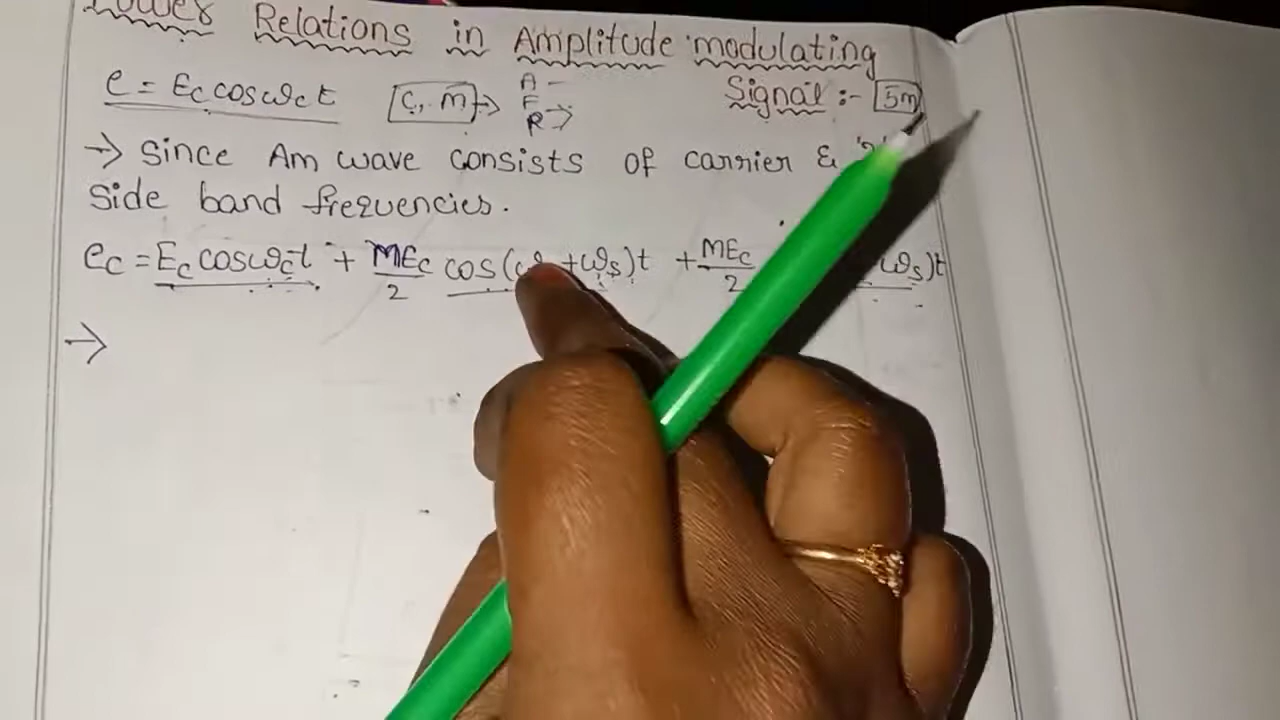 Power Relations in Amplitude modulating
Signal :- 5m
e = Ec cosωct [C, m]→ A –
F
R→
→ Since Am wave consists of carrier &
Side band frequencies.
ec = Ec cosωct + MEc/2 cos(ω +ωs)t + MEc/2 ωs)t
→